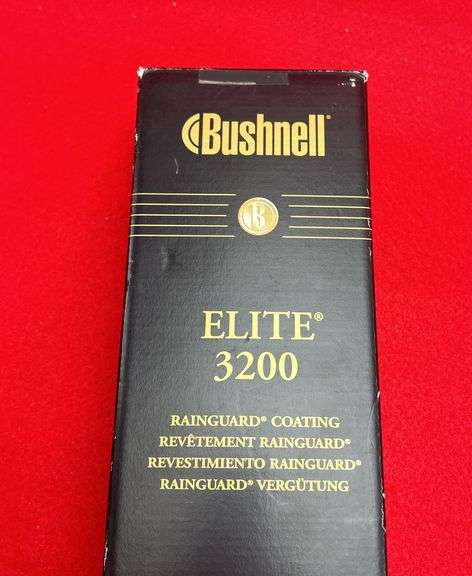 Bushnell®
B
ELITE®
3200
RAINGUARD® COATING
REVÊTEMENT RAINGUARD®
REVESTIMIENTO RAINGUARD®
RAINGUARD® VERGÜTUNG